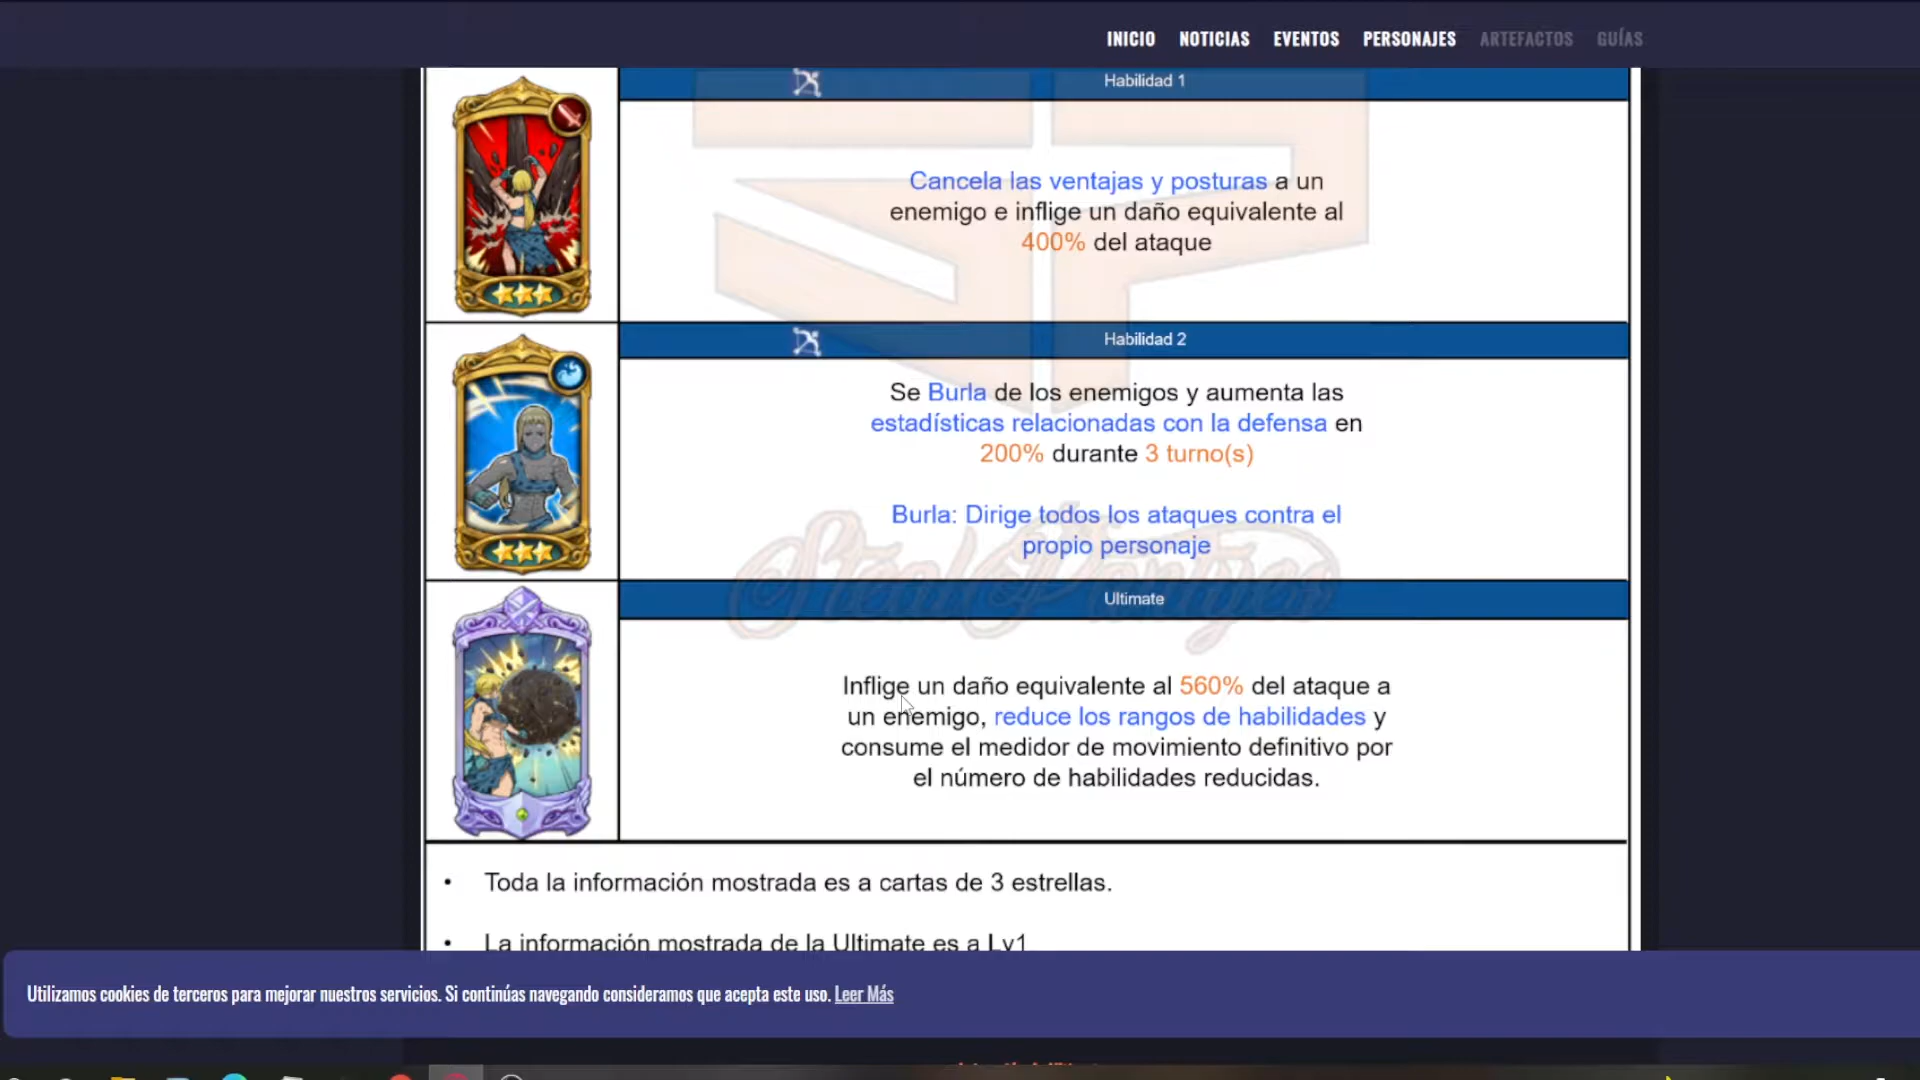 INICIO NOTICIAS EVENTOS PERSONAJES ARTEFACTOS GUÍAS
Habilidad 1
Cancela las ventajas y posturas a un
enemigo e inflige un daño equivalente al
400% del ataque
Habilidad 2
Se Burla de los enemigos y aumenta las
estadísticas relacionadas con la defensa en
200% durante 3 turno(s)
Burla: Dirige todos los ataques contra el
propio personaje
Ultimate
Inflige un daño equivalente al 560% del ataque a
un enemigo, reduce los rangos de habilidades y
consume el medidor de movimiento definitivo por
el número de habilidades reducidas.
• Toda la información mostrada es a cartas de 3 estrellas.
• La información mostrada de la Ultimate es a Lv1
Utilizamos cookies de terceros para mejorar nuestros servicios. Si continúas navegando consideramos que acepta este uso. Leer Más